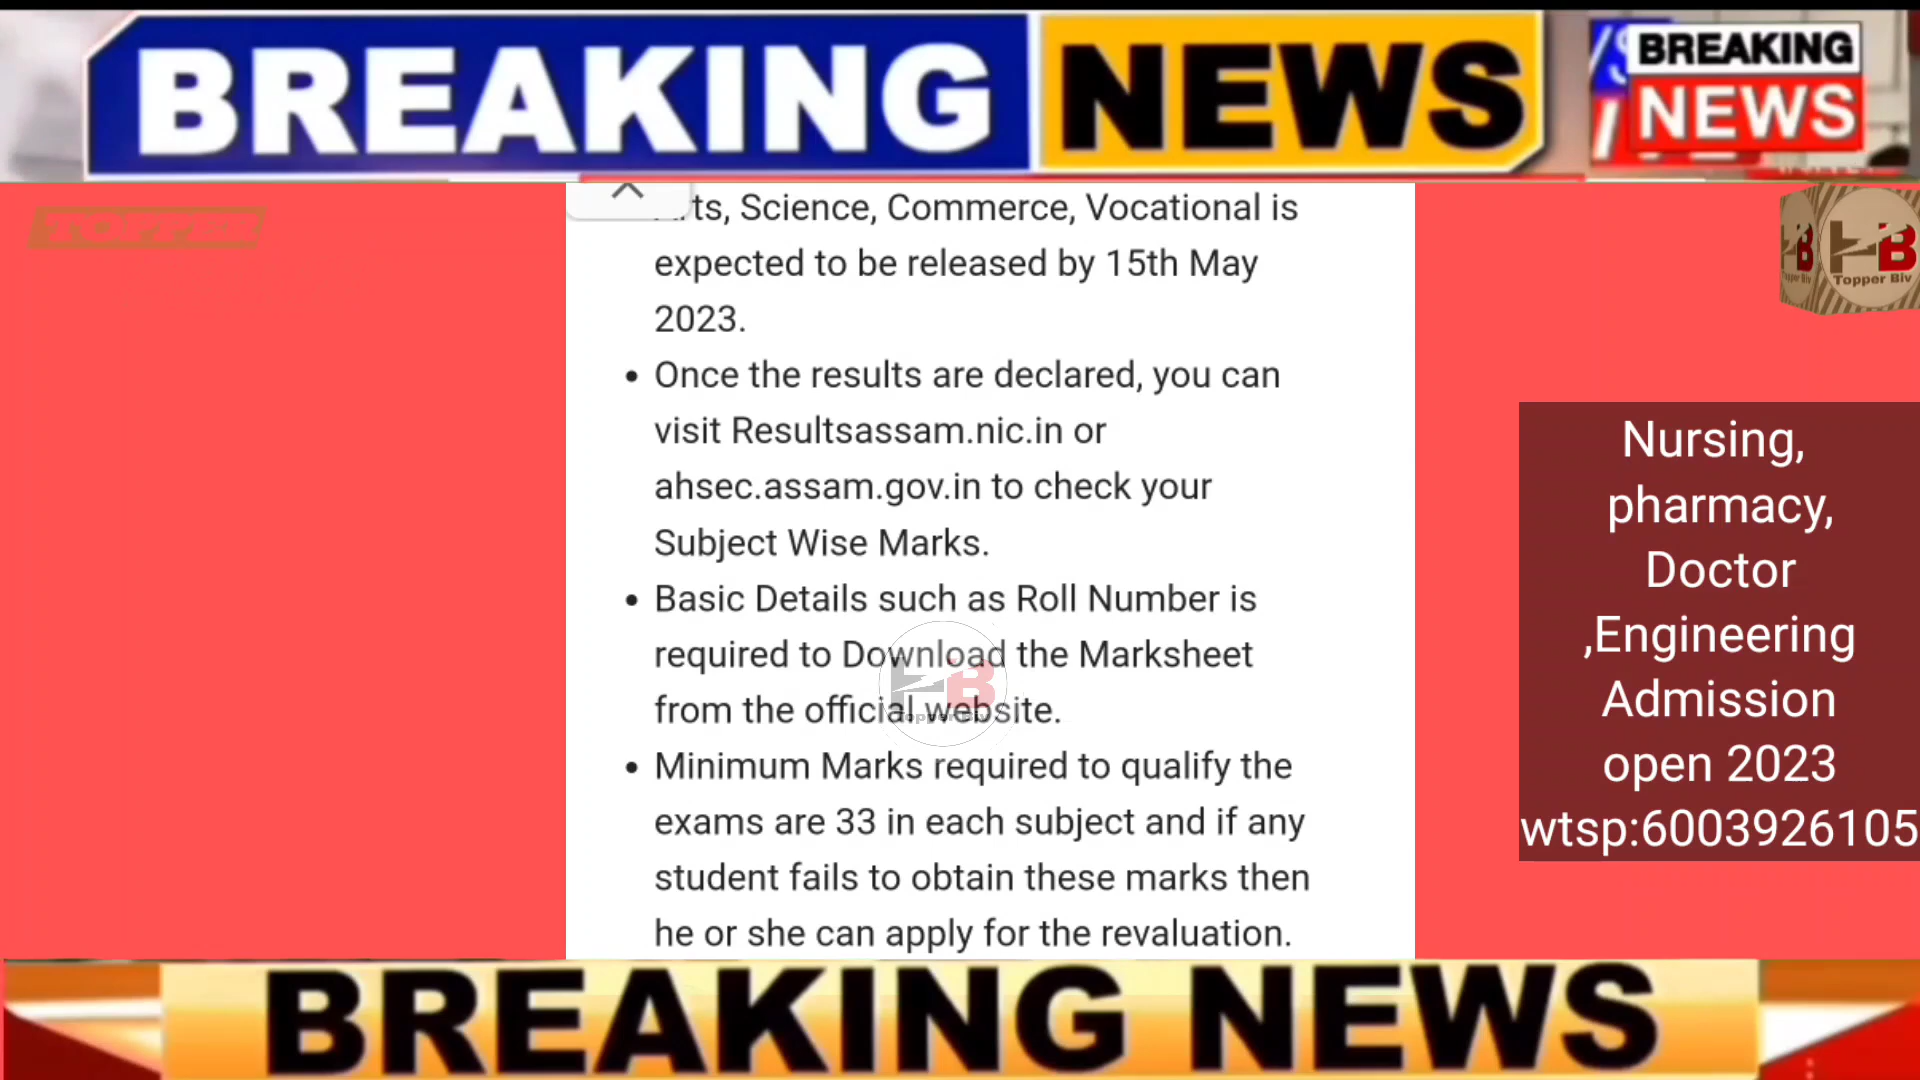 BREAKING NEWS
BREAKING
NEWS
TOPPER
Topper Biv
rts, Science, Commerce, Vocational is
expected to be released by 15th May
2023.
• Once the results are declared, you can
visit Resultsassam.nic.in or
ahsec.assam.gov.in to check your
Subject Wise Marks.
• Basic Details such as Roll Number is
required to Download the Marksheet
from the official website.
• Minimum Marks required to qualify the
exams are 33 in each subject and if any
student fails to obtain these marks then
he or she can apply for the revaluation.
Nursing,
pharmacy,
Doctor
,Engineering
Admission
open 2023
wtsp:6003926105
BREAKING NEWS